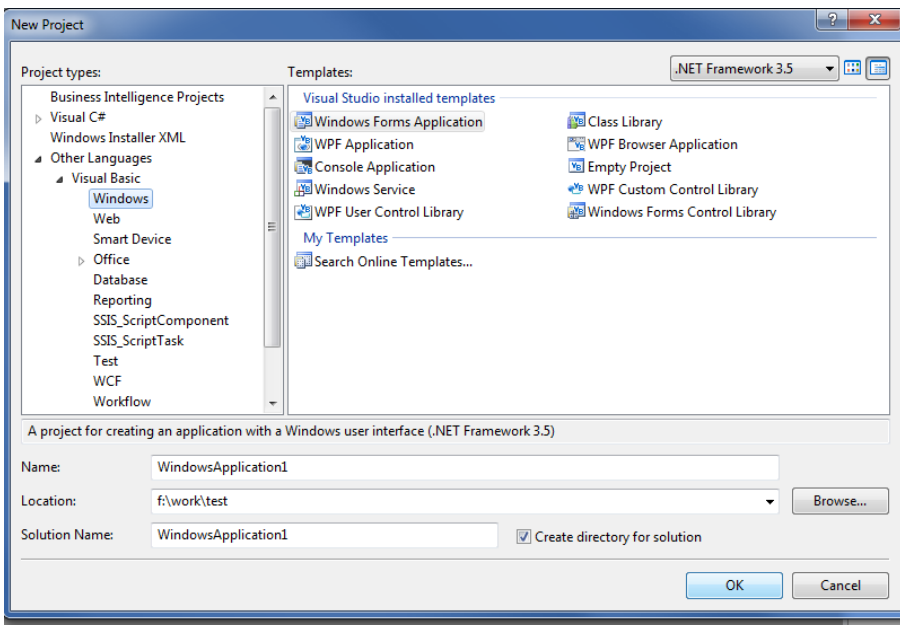 New Project
Project types:
Templates:
.NET Framework 3.5
Business Intelligence Projects
Visual C#
Windows Installer XML
Other Languages
Visual Basic
Windows
Web
Smart Device
Office
Database
Reporting
SSIS_ScriptComponent
SSIS_ScriptTask
Test
WCF
Workflow
Visual Studio installed templates
Windows Forms Application
Class Library
WPF Application
WPF Browser Application
Console Application
Empty Project
Windows Service
WPF Custom Control Library
WPF User Control Library
Windows Forms Control Library
My Templates
Search Online Templates...
A project for creating an application with a Windows user interface (.NET Framework 3.5)
Name:
WindowsApplication1
Location:
f:\work\test
Browse...
Solution Name:
WindowsApplication1
Create directory for solution
OK
Cancel